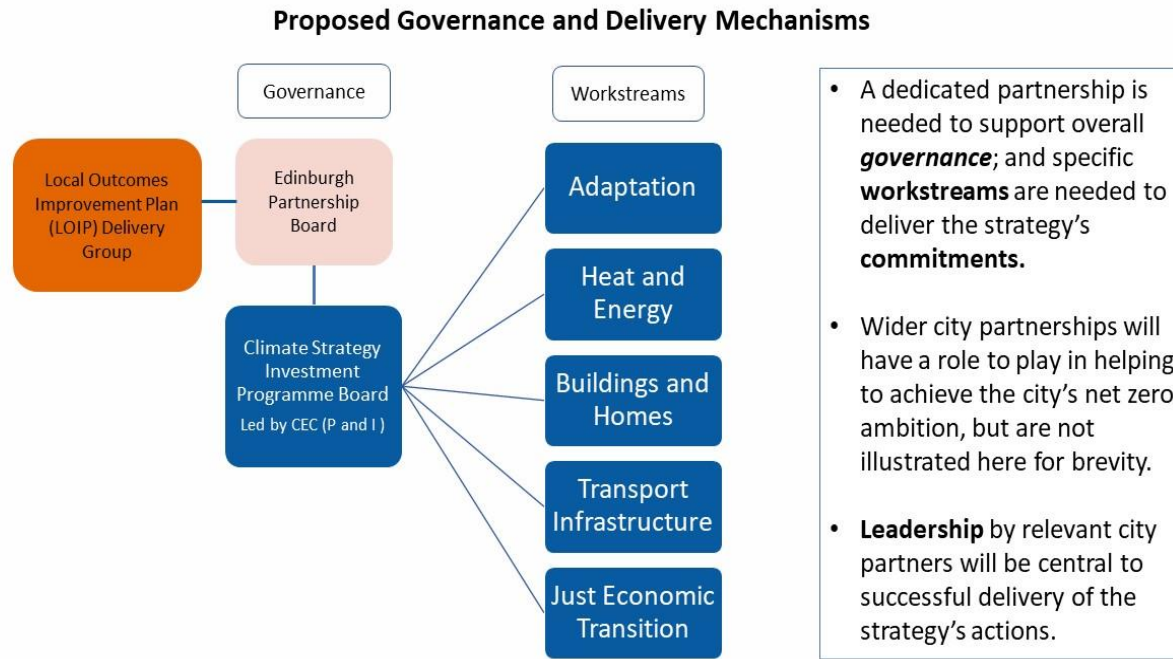 Proposed Governance and Delivery Mechanisms
Governance
Workstreams
Local Outcomes
Improvement Plan
(LOIP) Delivery
Group
Edinburgh
Partnership
Board
Climate Strategy
Investment
Programme Board
Led by CEC (P and I )
Adaptation
Heat and
Energy
Buildings and
Homes
Transport
Infrastructure
Just Economic
Transition
• A dedicated partnership is
needed to support overall
governance; and specific
workstreams are needed to
deliver the strategy's
commitments.
• Wider city partnerships will
have a role to play in helping
to achieve the city's net zero
ambition, but are not
illustrated here for brevity.
• Leadership by relevant city
partners will be central to
successful delivery of the
strategy's actions.